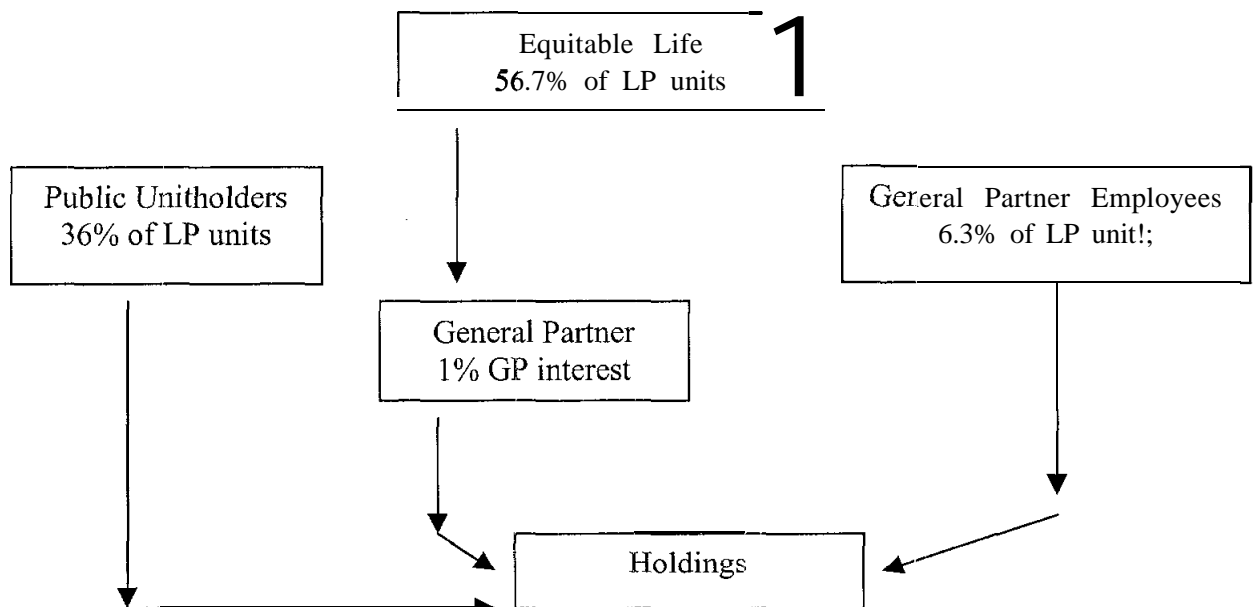 Equitable Life
56.7% of LP units
1
Public Unitholders
36% of LP units
General Partner Employees
6.3% of LP unit!;
General Partner
1% GP interest
Holdings